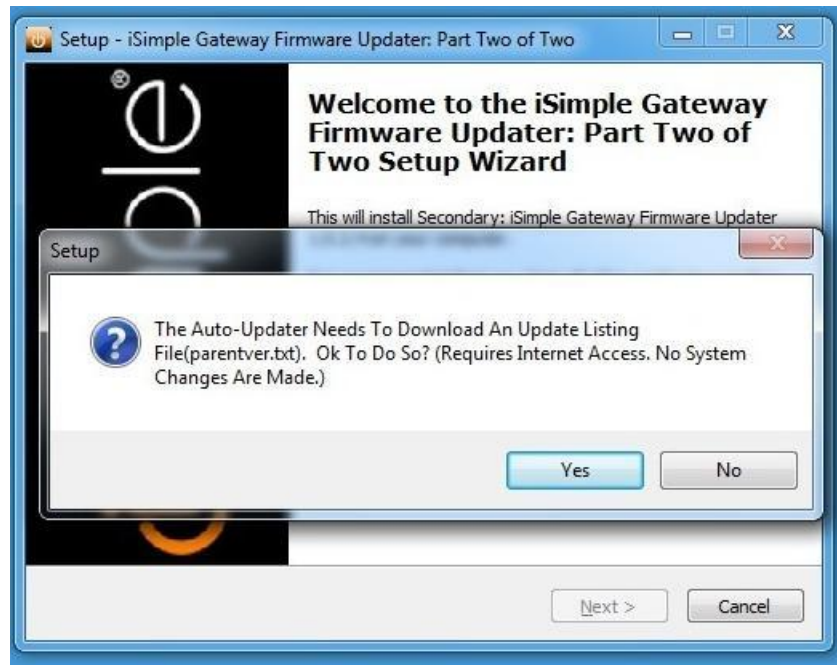 Setup - iSimple Gateway Firmware Updater: Part Two of Two
Welcome to the iSimple Gateway
Firmware Updater: Part Two of
Two Setup Wizard
This will install Secondary: iSimple Gateway Firmware Updater
Setup
The Auto-Updater Needs To Download An Update Listing
File(parentver.txt).  Ok To Do So? (Requires Internet Access. No System
Changes Are Made.)
Yes
No
Next >
Cancel